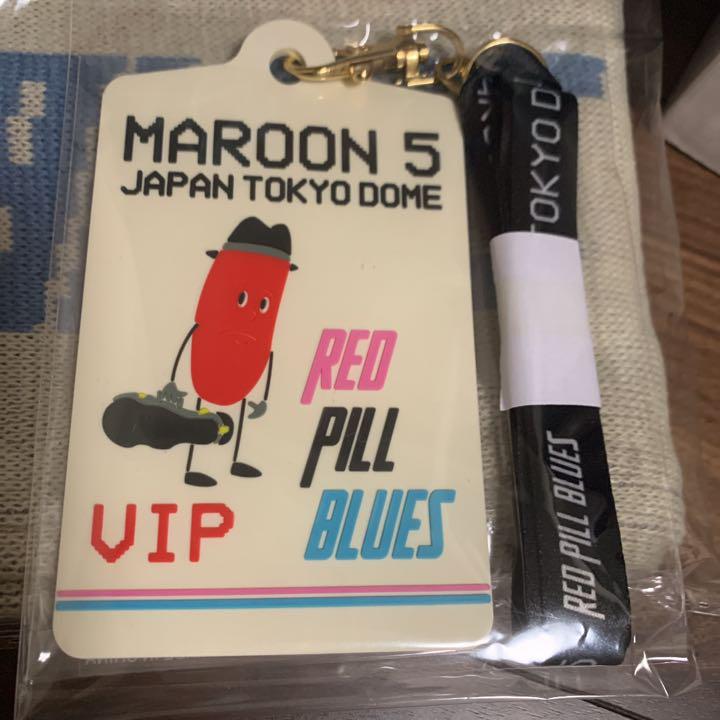 MAROON 5
JAPAN TOKYO DOME
RED
PILL
BLUES
VIP
TOKYO D
RED PILL BLUES